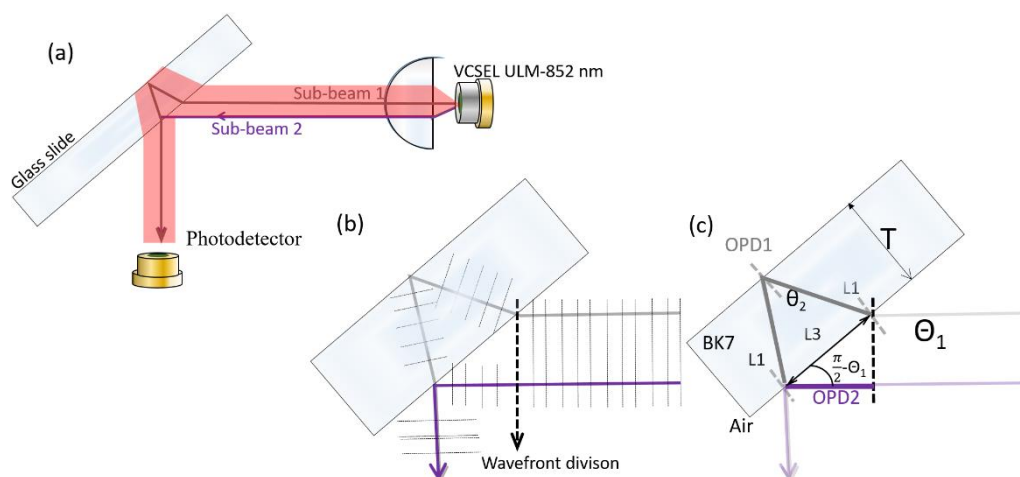 (a)
VCSEL ULM-852 nm
Sub-beam 1
Sub-beam 2
Glass slide
Photodetector
(b)
Wavefront divison
(c)
OPD1
T
θ2
L1
L3
Θ1
BK7
L1
π/2-Θ1
OPD2
Air